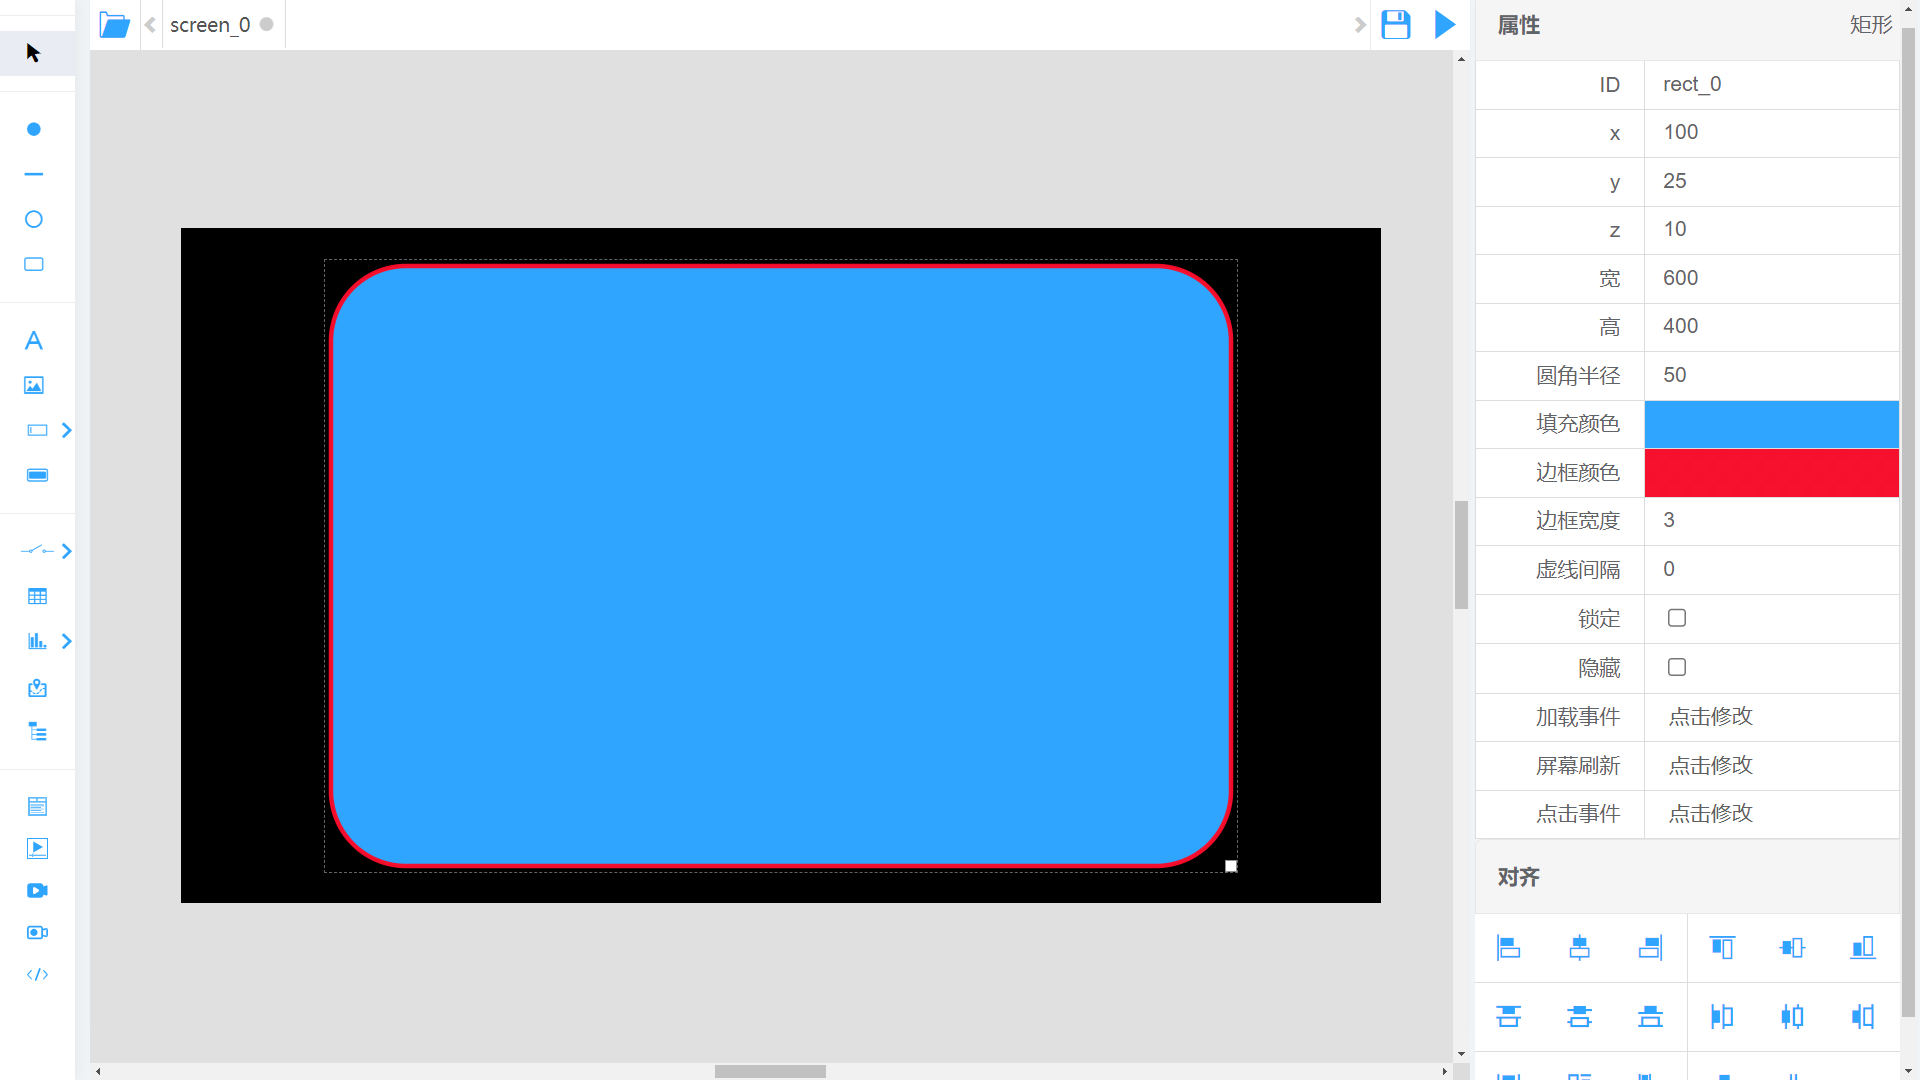 screen_0
属性 矩形
ID rect_0
x 100
y 25
z 10
宽 600
高 400
圆角半径 50
填充颜色
边框颜色
边框宽度 3
虚线间隔 0
锁定
隐藏
加载事件 点击修改
屏幕刷新 点击修改
点击事件 点击修改
对齐